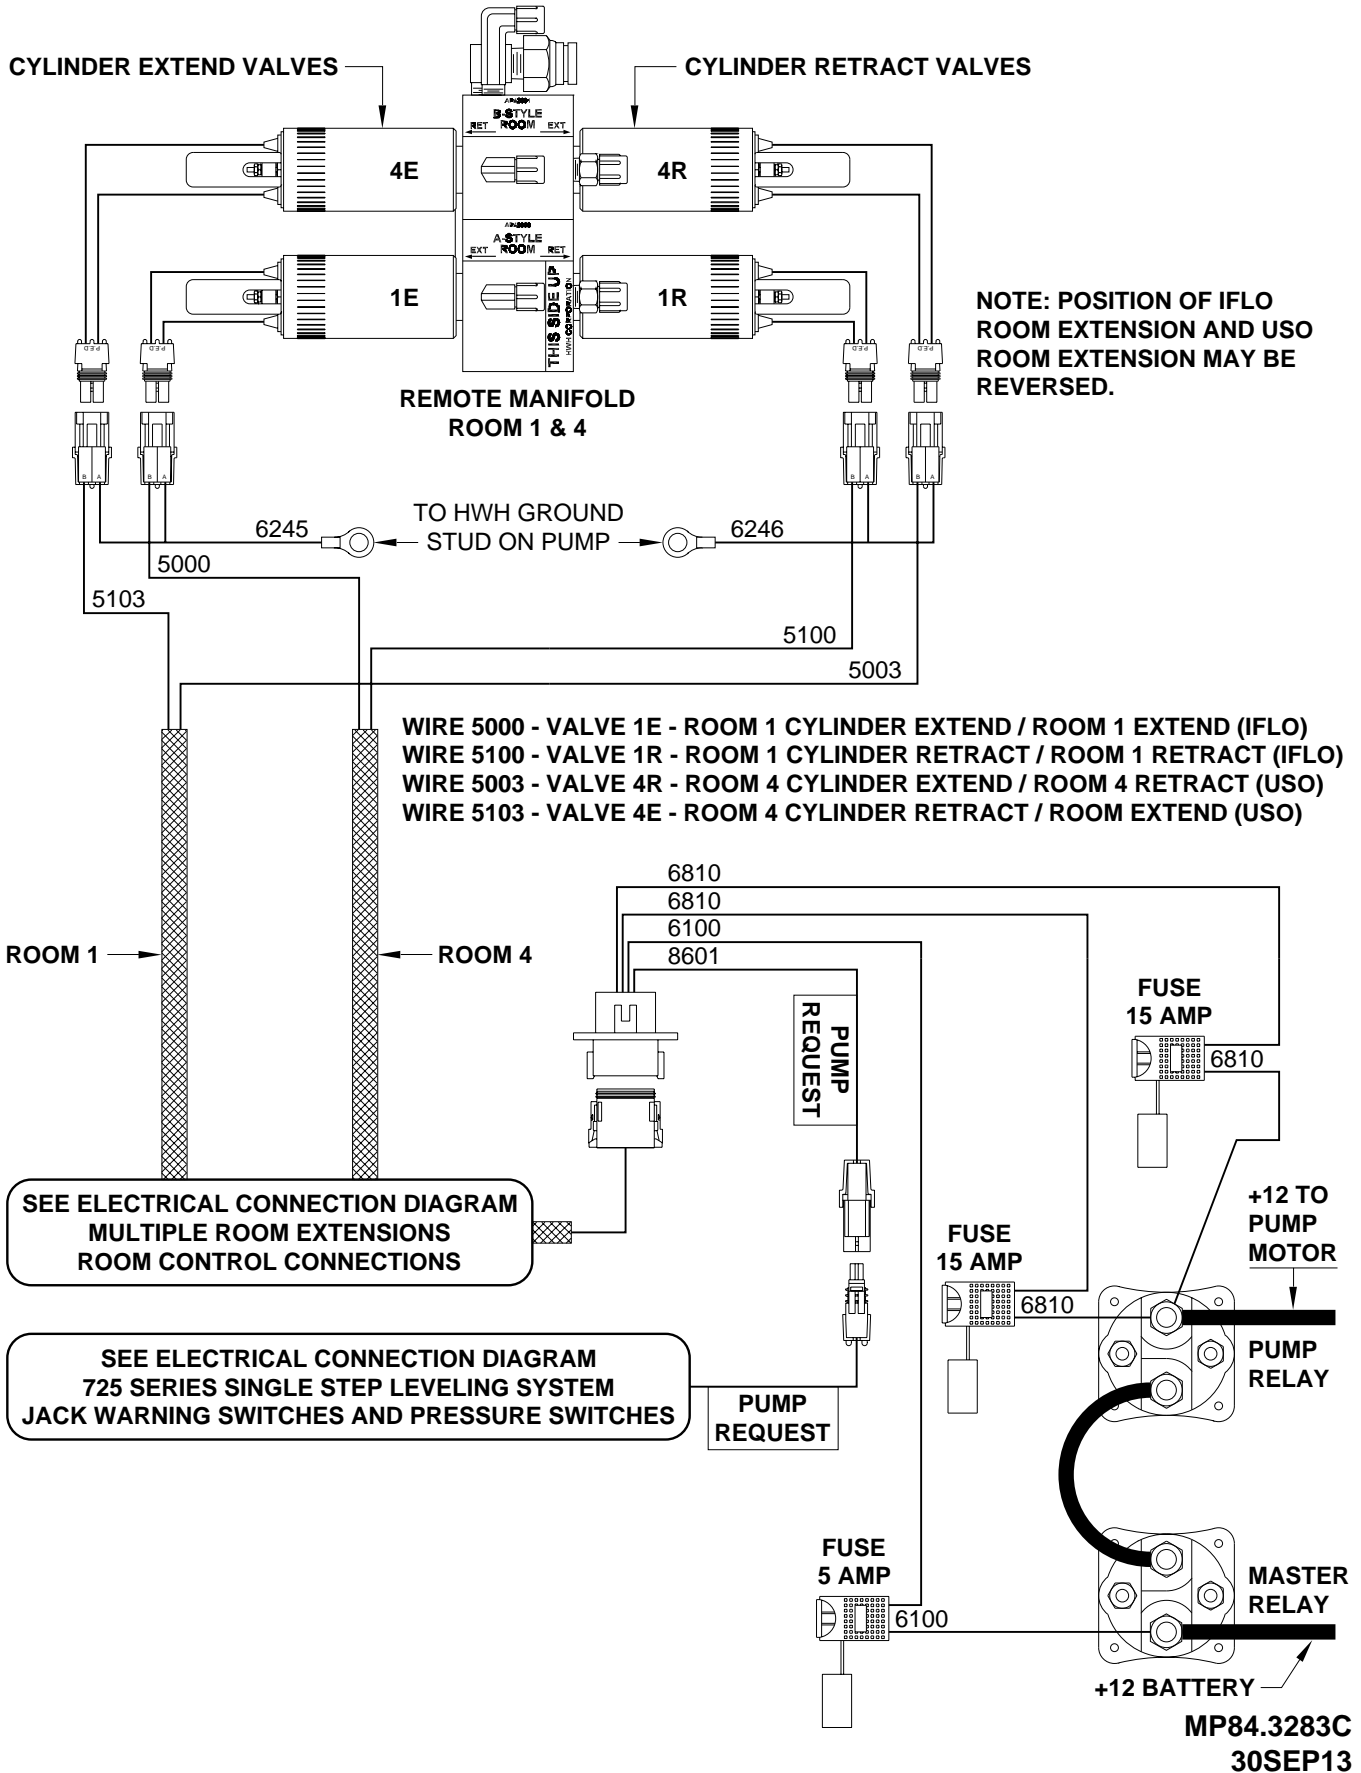 CYLINDER EXTEND VALVES
CYLINDER RETRACT VALVES
B-STYLE
ROOM
RET
EXT
4E
4R
A-STYLE
ROOM
EXT
RET
1E
1R
THIS SIDE UP
HWH CORPORATION
NOTE: POSITION OF IFLO
ROOM EXTENSION AND USO
ROOM EXTENSION MAY BE
REVERSED.
P.E.D.
P.E.D.
P.E.D.
P.E.D.
REMOTE MANIFOLD
ROOM 1 & 4
B A
B A
B A
B A
6245
TO HWH GROUND
STUD ON PUMP
6246
5000
5103
5100
5003
WIRE 5000 - VALVE 1E - ROOM 1 CYLINDER EXTEND / ROOM 1 EXTEND (IFLO)
WIRE 5100 - VALVE 1R - ROOM 1 CYLINDER RETRACT / ROOM 1 RETRACT (IFLO)
WIRE 5003 - VALVE 4R - ROOM 4 CYLINDER EXTEND / ROOM 4 RETRACT (USO)
WIRE 5103 - VALVE 4E - ROOM 4 CYLINDER RETRACT / ROOM EXTEND (USO)
6810
6810
6100
8601
ROOM 1
ROOM 4
PUMP
REQUEST
FUSE
15 AMP
6810
SEE ELECTRICAL CONNECTION DIAGRAM
MULTIPLE ROOM EXTENSIONS
ROOM CONTROL CONNECTIONS
+12 TO
PUMP
MOTOR
FUSE
15 AMP
6810
PUMP
RELAY
SEE ELECTRICAL CONNECTION DIAGRAM
725 SERIES SINGLE STEP LEVELING SYSTEM
JACK WARNING SWITCHES AND PRESSURE SWITCHES
PUMP
REQUEST
FUSE
5 AMP
6100
MASTER
RELAY
+12 BATTERY
MP84.3283C
30SEP13